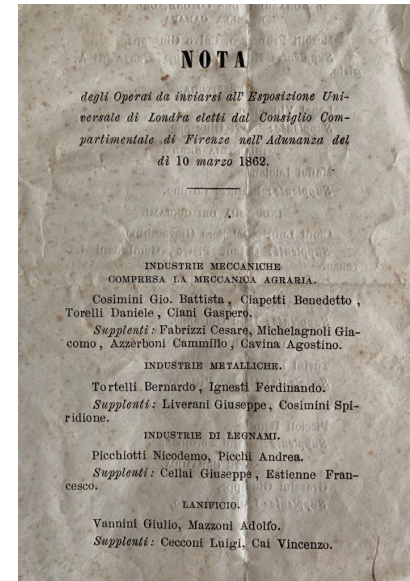 NOTA
degli Operai da inviarsi all' Esposizione Uni-
versale di Londra eletti dal Consiglio Com-
partimentale di Firenze nell' Adunanza del
dì 10 marzo 1862.
INDUSTRIE MECCANICHE
COMPRESA LA MECCANICA AGRARIA.
Cosimini Gio. Battista, Ciapetti Benedetto,
Torelli Daniele, Ciani Gaspero.
Supplenti: Fabrizzi Cesare, Michelagnoli Gia-
como, Azzerboni Cammillo, Cavina Agostino.
INDUSTRIE METALLICHE.
Tortelli Bernardo, Ignesti Ferdinando.
Supplenti: Liverani Giuseppe, Cosimini Spi-
ridione.
INDUSTRIE DI LEGNAMI.
Picchiotti Nicodemo, Picchi Andrea.
Supplenti: Cellai Giuseppe, Estienne Fran-
cesco.
LANIFICIO.
Vannini Giulio, Mazzoni Adolfo.
Supplenti: Cecconi Luigi, Cai Vincenzo.